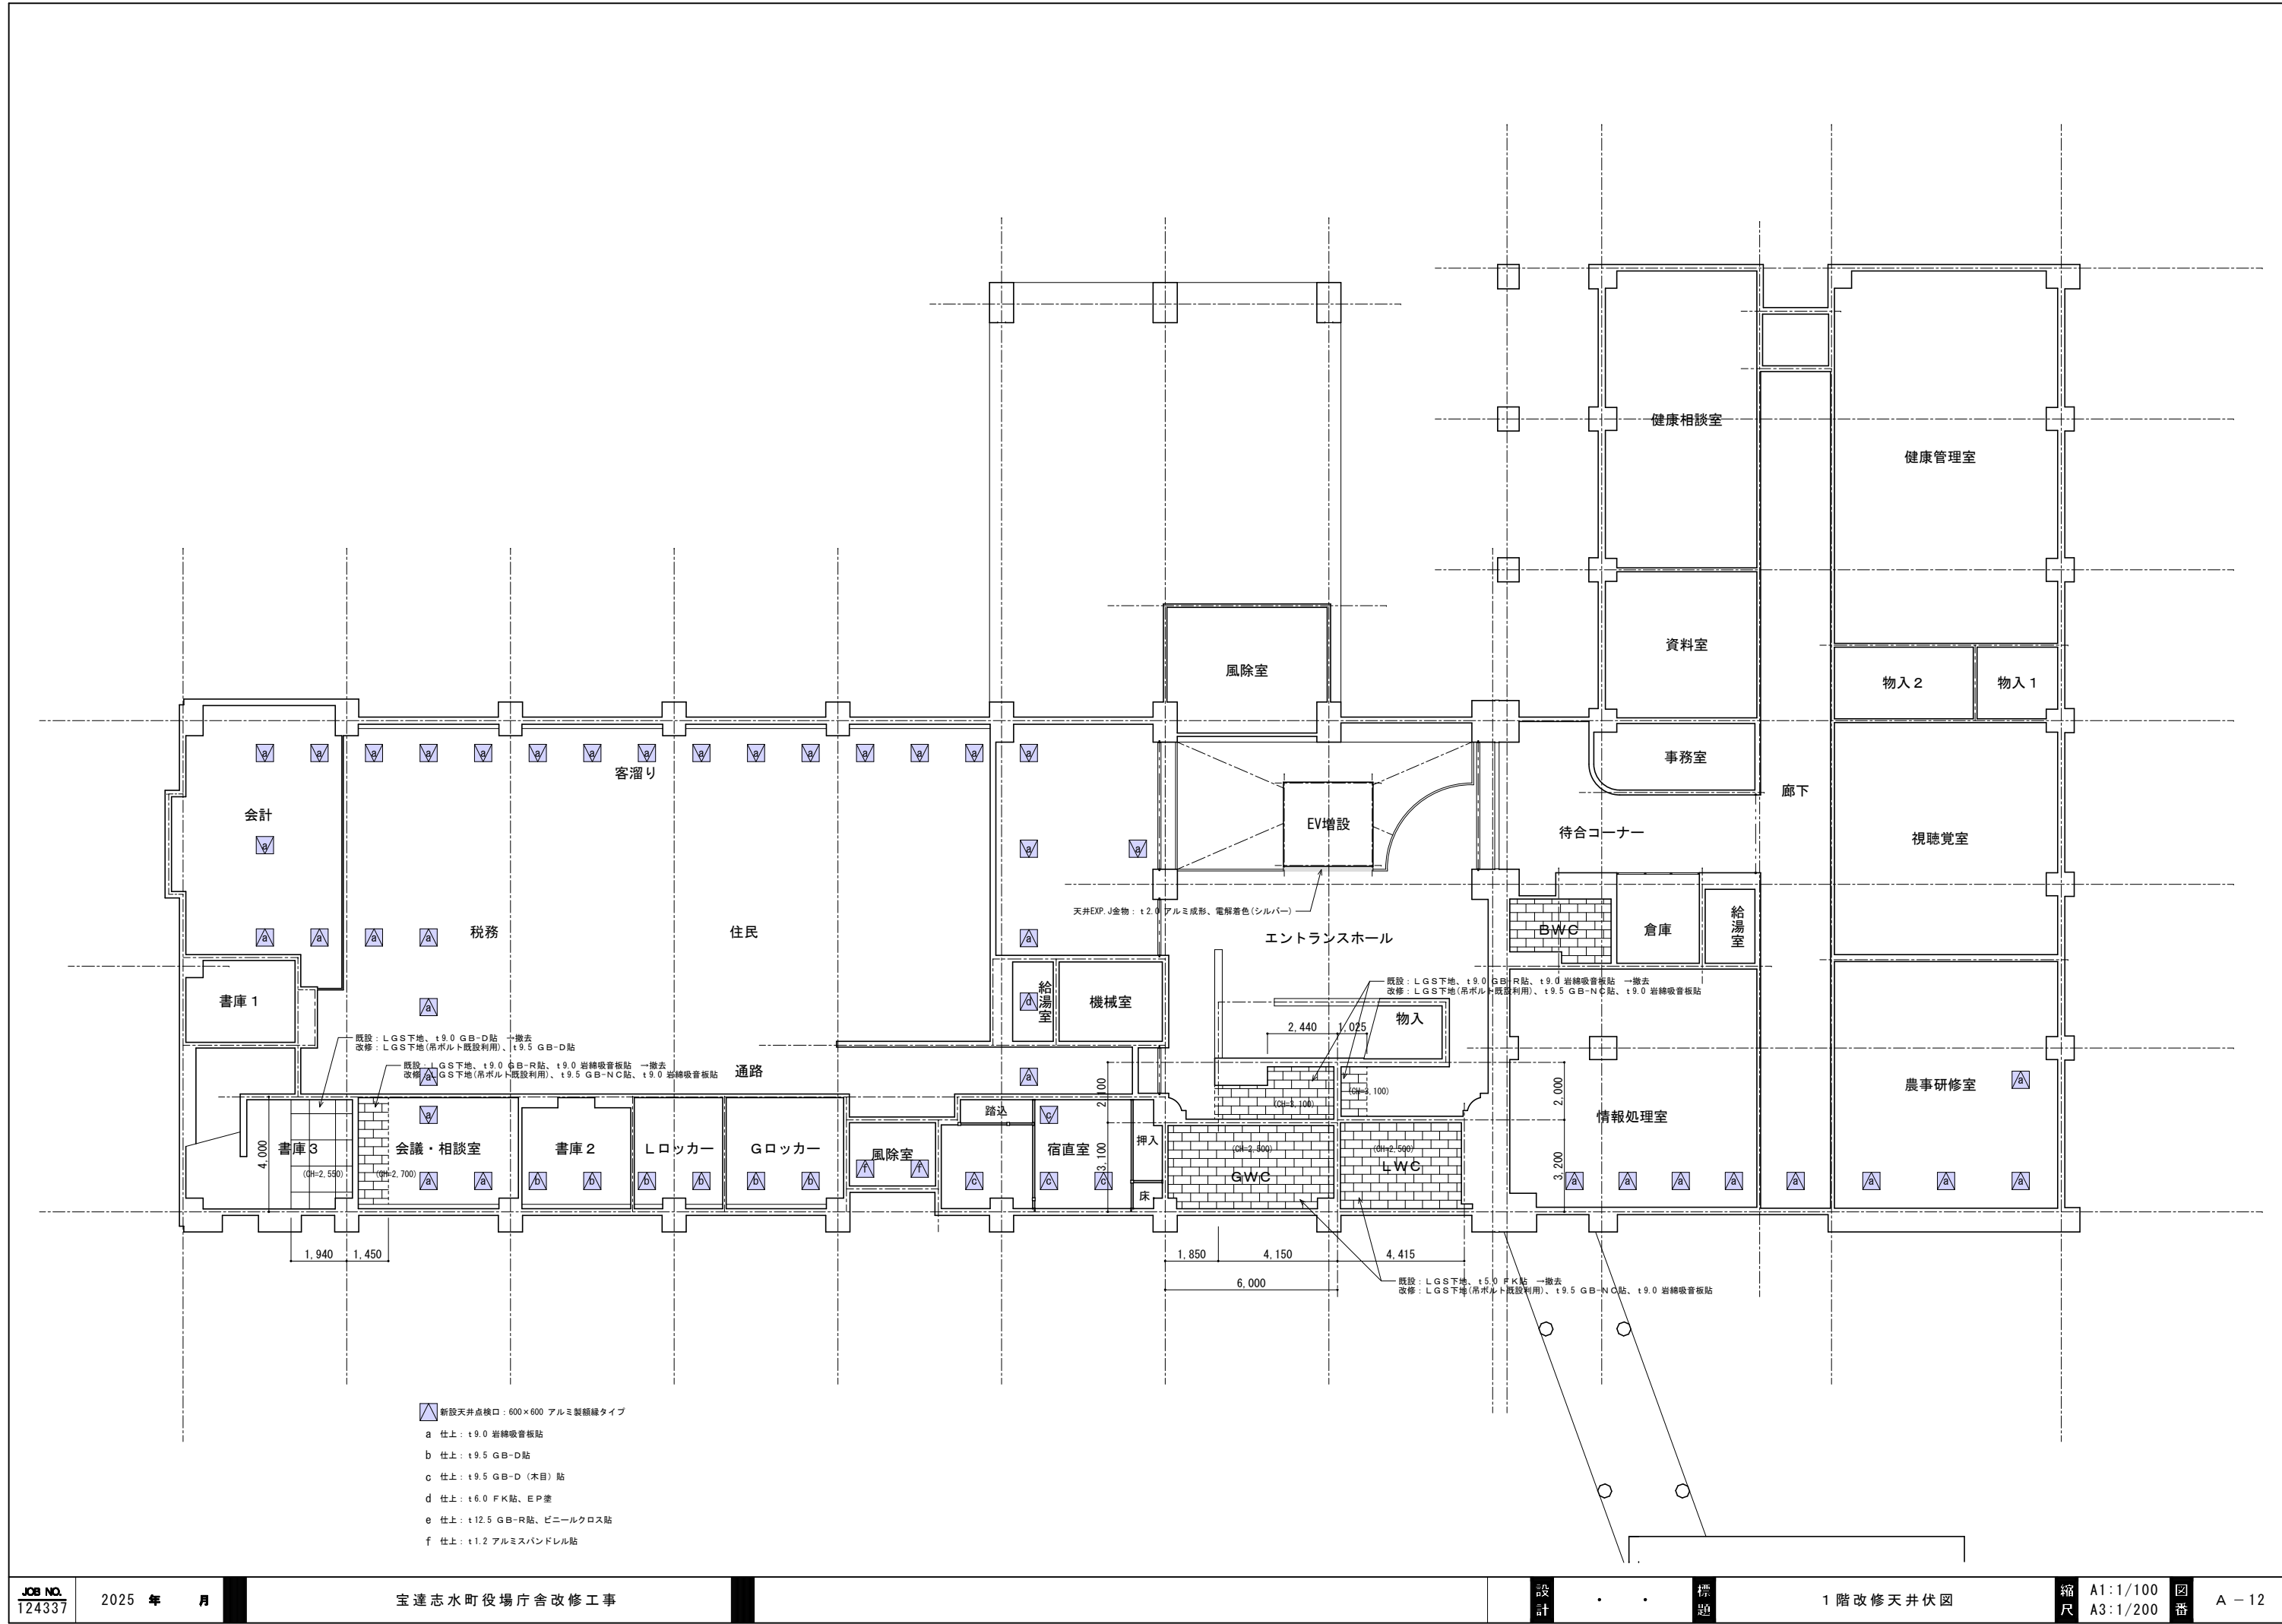 健康相談室
健康管理室
資料室
風除室
物入2
物入1
事務室
a a a a a a a a a a a a a a a
客溜り
廊下
会計
EV増設
待合コーナー
視聴覚室
a
a a
天井EXP.J金物：t2.0 アルミ成形、電解着色(シルバー)
税務
住民
エントランスホール
BWC
倉庫
給湯室
a a a a
a
書庫1
a
d
給湯室
機械室
既設：LGS下地、t9.0 GB-R貼、t9.0 岩綿吸音板貼 →撤去
改修：LGS下地(吊ボルト既設利用)、t9.5 GB-NC貼、t9.0 岩綿吸音板貼
物入
2,440
1,025
既設：LGS下地、t9.0 GB-D貼 →撤去
改修：LGS下地(吊ボルト既設利用)、t9.5 GB-D貼
既設：LGS下地、t9.0 GB-R貼、t9.0 岩綿吸音板貼 →撤去
改修：LGS下地(吊ボルト既設利用)、t9.5 GB-NC貼、t9.0 岩綿吸音板貼
a
通路
a
2,100
(CH=3,100)
(CH=3,100)
2,000
農事研修室
a
a
踏込
c
情報処理室
4,000
書庫3
会議・相談室
書庫2
Lロッカー
Gロッカー
風除室
宿直室
押入
3,100
(CH=2,500)
(CH=2,500)
GWC
LWC
3,200
(CH=2,550)
(CH=2,700)
a a b b b b b b f f c c c
a a a a a a a a
床
1,940
1,450
1,850
4,150
4,415
6,000
既設：LGS下地、t5.0 FK貼 →撤去
改修：LGS下地(吊ボルト既設利用)、t9.5 GB-NC貼、t9.0 岩綿吸音板貼
新設天井点検口：600×600 アルミ製額縁タイプ
a 仕上：t9.0 岩綿吸音板貼
b 仕上：t9.5 GB-D貼
c 仕上：t9.5 GB-D（木目）貼
d 仕上：t6.0 FK貼、EP塗
e 仕上：t12.5 GB-R貼、ビニールクロス貼
f 仕上：t1.2 アルミスパンドレル貼
JOB NO.
124337
2025 年 月
宝達志水町役場庁舎改修工事
設計
・ ・
標題
1階改修天井伏図
縮尺
A1:1/100
A3:1/200
図番
A－12